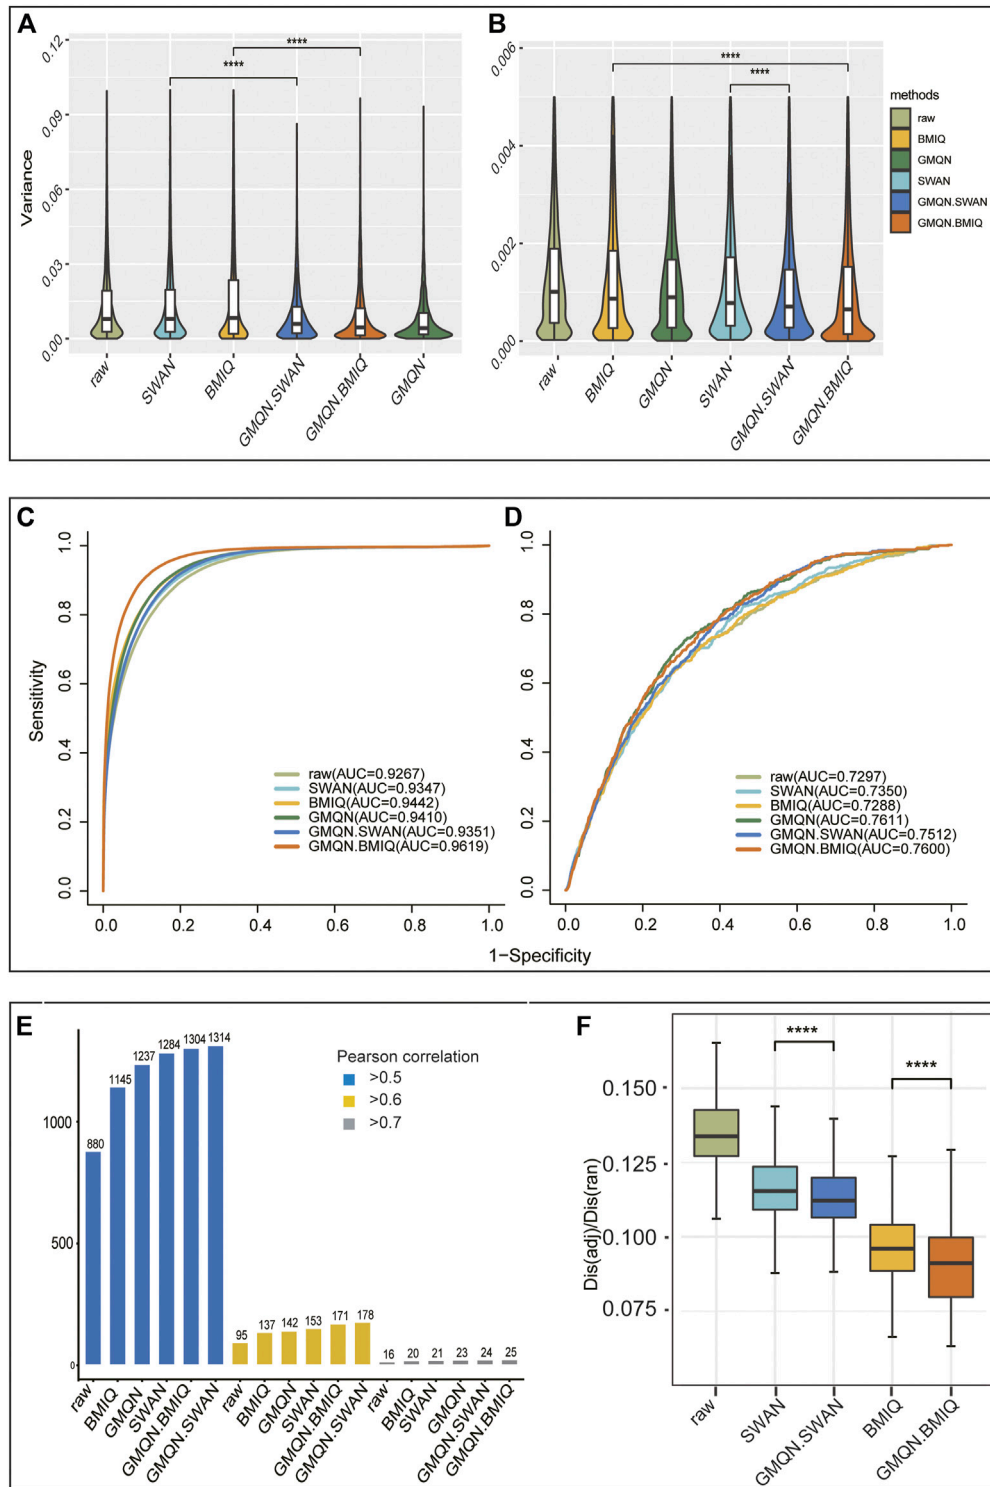 A
0.12
0.09
0.06
0.03
0.00
Variance
****
****
raw
SWAN
BMIQ
GMQN.SWAN
GMQN.BMIQ
GMQN
B
0.006
0.004
0.002
0.000
****
****
raw
BMIQ
GMQN
SWAN
GMQN.SWAN
GMQN.BMIQ
methods
raw
BMIQ
GMQN
SWAN
GMQN.SWAN
GMQN.BMIQ
C
1.0
0.8
0.6
0.4
0.2
0.0
Sensitivity
raw(AUC=0.9267)
SWAN(AUC=0.9347)
BMIQ(AUC=0.9442)
GMQN(AUC=0.9410)
GMQN.SWAN(AUC=0.9351)
GMQN.BMIQ(AUC=0.9619)
0.0 0.2 0.4 0.6 0.8 1.0
D
1.0
0.8
0.6
0.4
0.2
0.0
raw(AUC=0.7297)
SWAN(AUC=0.7350)
BMIQ(AUC=0.7288)
GMQN(AUC=0.7611)
GMQN.SWAN(AUC=0.7512)
GMQN.BMIQ(AUC=0.7600)
0.0 0.2 0.4 0.6 0.8 1.0
1−Specificity
E
1000
500
0
880 1145 1237 1284 1304 1314
95 137 142 153 171 178
16 20 21 23 24 25
Pearson correlation
>0.5
>0.6
>0.7
raw
BMIQ
GMQN
SWAN
GMQN.BMIQ
GMQN.SWAN
raw
BMIQ
GMQN
SWAN
GMQN.BMIQ
GMQN.SWAN
raw
BMIQ
SWAN
GMQN
GMQN.SWAN
GMQN.BMIQ
F
0.150
0.125
0.100
0.075
Dis(adj)/Dis(ran)
****
****
raw
SWAN
GMQN.SWAN
BMIQ
GMQN.BMIQ